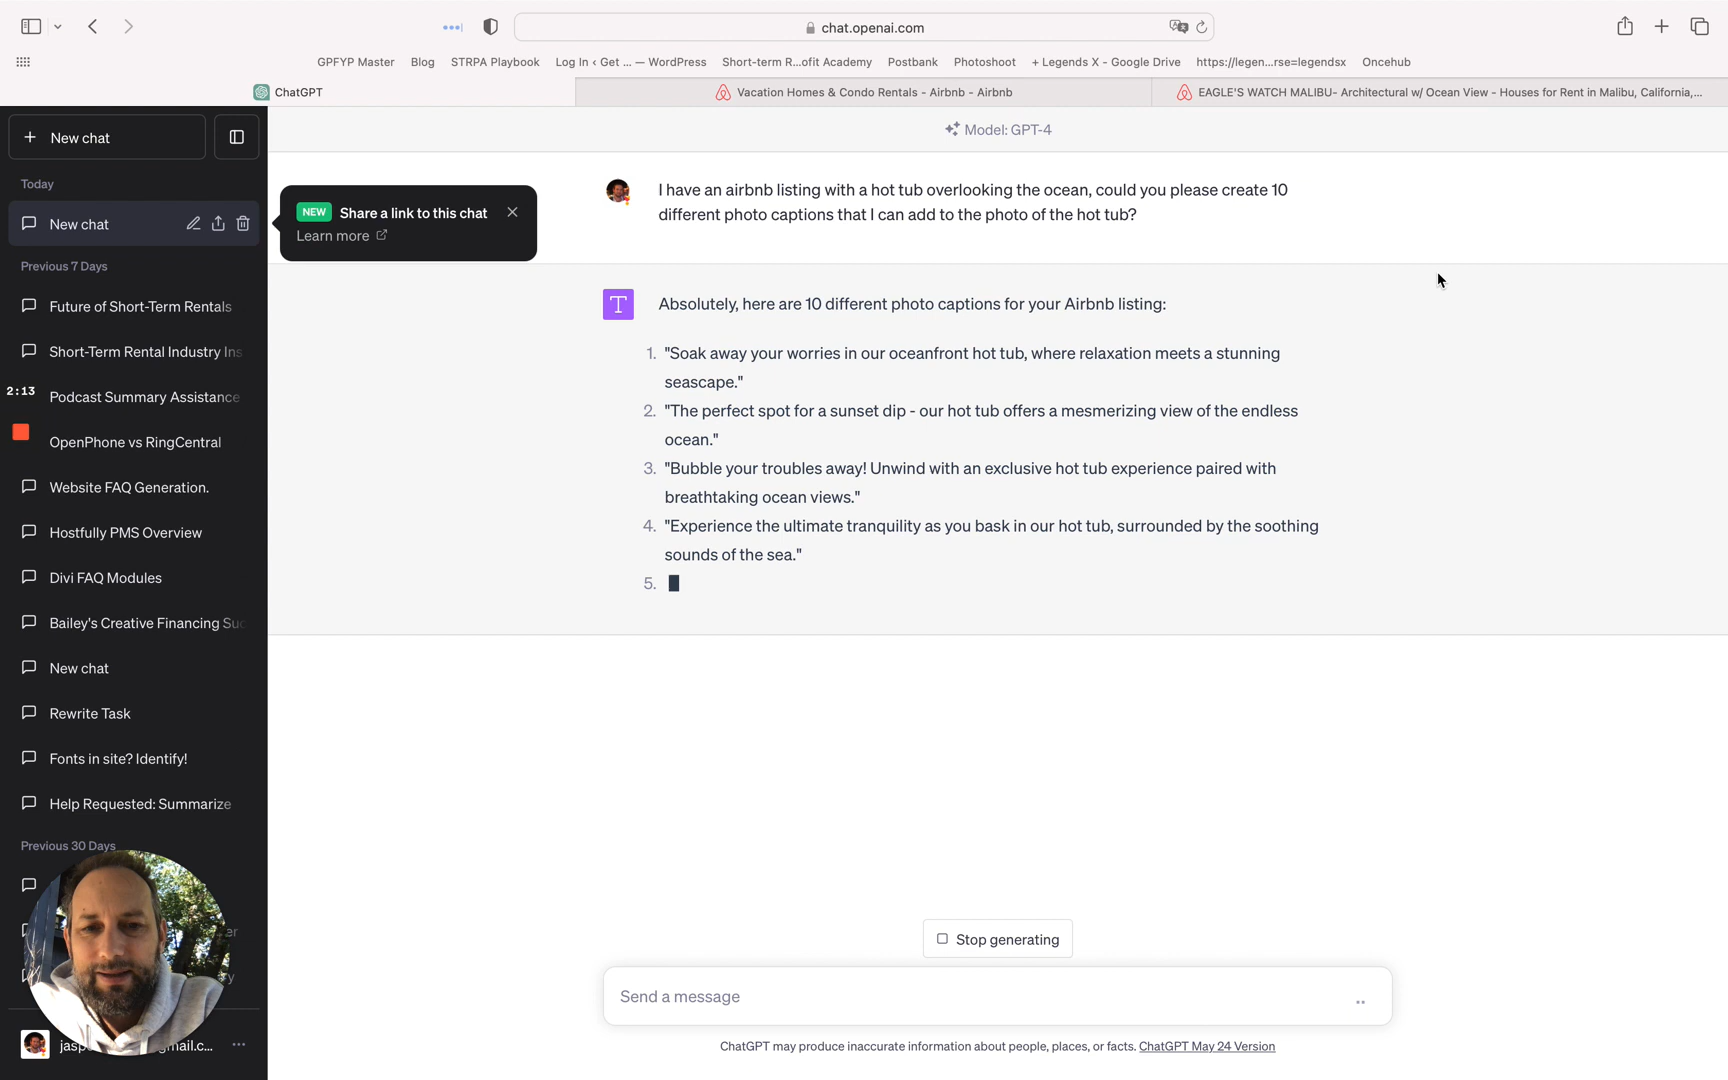 chat.openai.com
GPFYP Master Blog STRPA Playbook Log In ‹ Get ... — WordPress Short-term R...ofit Academy Postbank Photoshoot + Legends X - Google Drive https://legen...rse=legendsx Oncehub
ChatGPT
Vacation Homes & Condo Rentals - Airbnb - Airbnb
EAGLE'S WATCH MALIBU- Architectural w/ Ocean View - Houses for Rent in Malibu, California,...
New chat
Today
New chat
Previous 7 Days
Future of Short-Term Rentals
Short-Term Rental Industry Ins
2:13
Podcast Summary Assistance
OpenPhone vs RingCentral
Website FAQ Generation.
Hostfully PMS Overview
Divi FAQ Modules
Bailey's Creative Financing Suc
New chat
Rewrite Task
Fonts in site? Identify!
Help Requested: Summarize
Previous 30 Days
NEW Share a link to this chat
Learn more
Model: GPT-4
I have an airbnb listing with a hot tub overlooking the ocean, could you please create 10
different photo captions that I can add to the photo of the hot tub?
T
Absolutely, here are 10 different photo captions for your Airbnb listing:
1. "Soak away your worries in our oceanfront hot tub, where relaxation meets a stunning
seascape."
2. "The perfect spot for a sunset dip - our hot tub offers a mesmerizing view of the endless
ocean."
3. "Bubble your troubles away! Unwind with an exclusive hot tub experience paired with
breathtaking ocean views."
4. "Experience the ultimate tranquility as you bask in our hot tub, surrounded by the soothing
sounds of the sea."
5.
Stop generating
Send a message
ChatGPT may produce inaccurate information about people, places, or facts. ChatGPT May 24 Version